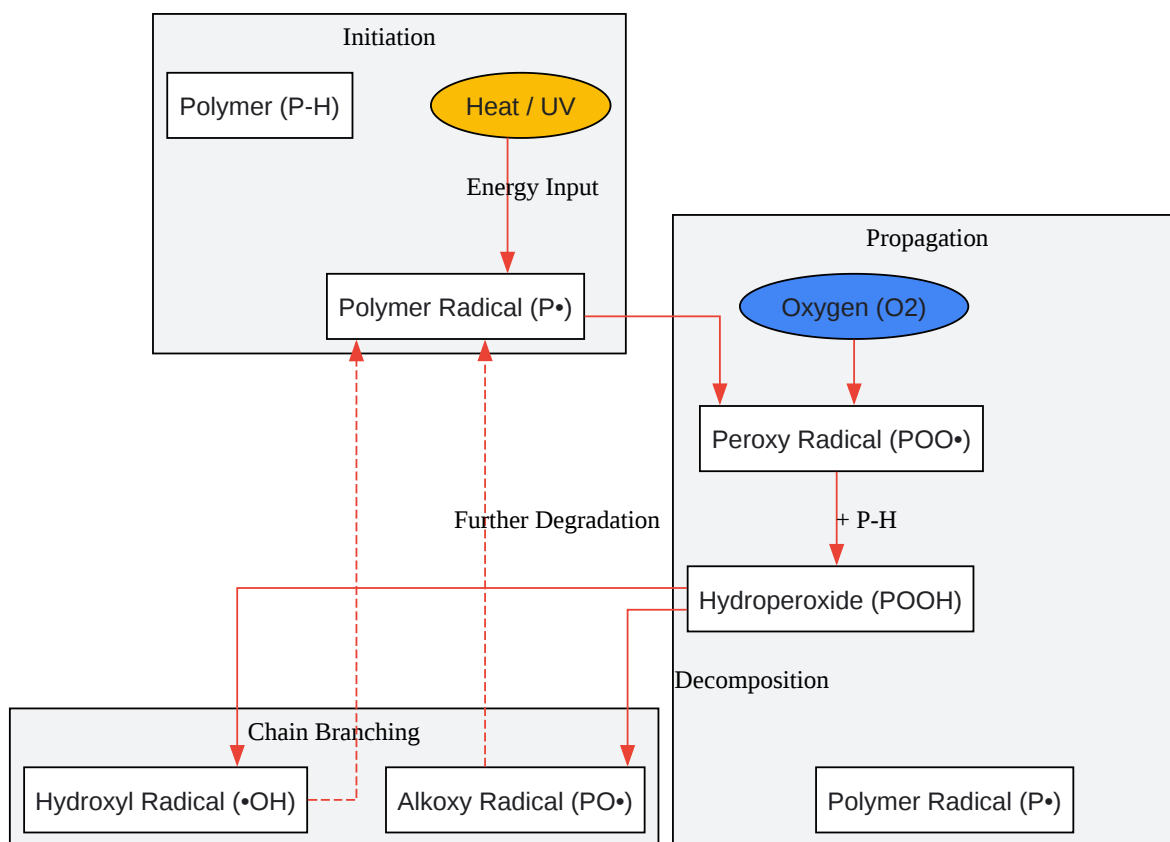 Initiation
Polymer (P-H)
Heat / UV
Energy Input
Polymer Radical (P•)
Propagation
Oxygen (O2)
Peroxy Radical (POO•)
+ P-H
Further Degradation
Hydroperoxide (POOH)
Decomposition
Chain Branching
Hydroxyl Radical (•OH)
Alkoxy Radical (PO•)
Polymer Radical (P•)